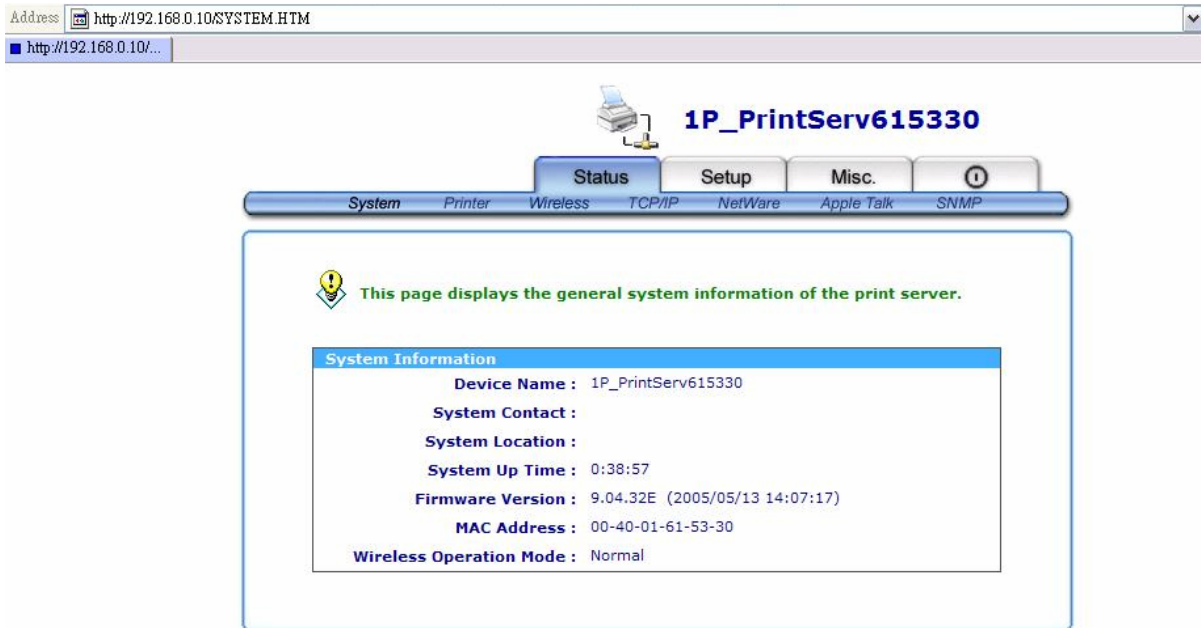 Address http://192.168.0.10/SYSTEM.HTM
http://192.168.0.10/...
1P_PrintServ615330
Status Setup Misc.
System Printer Wireless TCP/IP NetWare Apple Talk SNMP
This page displays the general system information of the print server.
System Information
Device Name : 1P_PrintServ615330
System Contact :
System Location :
System Up Time : 0:38:57
Firmware Version : 9.04.32E (2005/05/13 14:07:17)
MAC Address : 00-40-01-61-53-30
Wireless Operation Mode : Normal